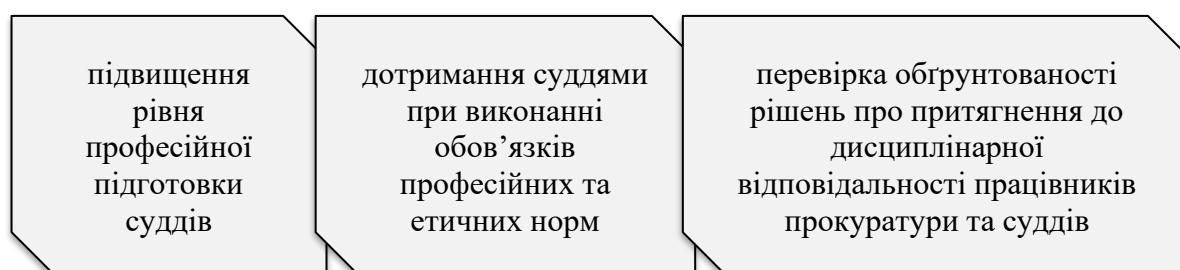 підвищення
рівня
професійної
підготовки
суддів
дотримання суддями
при виконанні
обов’язків
професійних та
етичних норм
перевірка обґрунтованості
рішень про притягнення до
дисциплінарної
відповідальності працівників
прокуратури та суддів